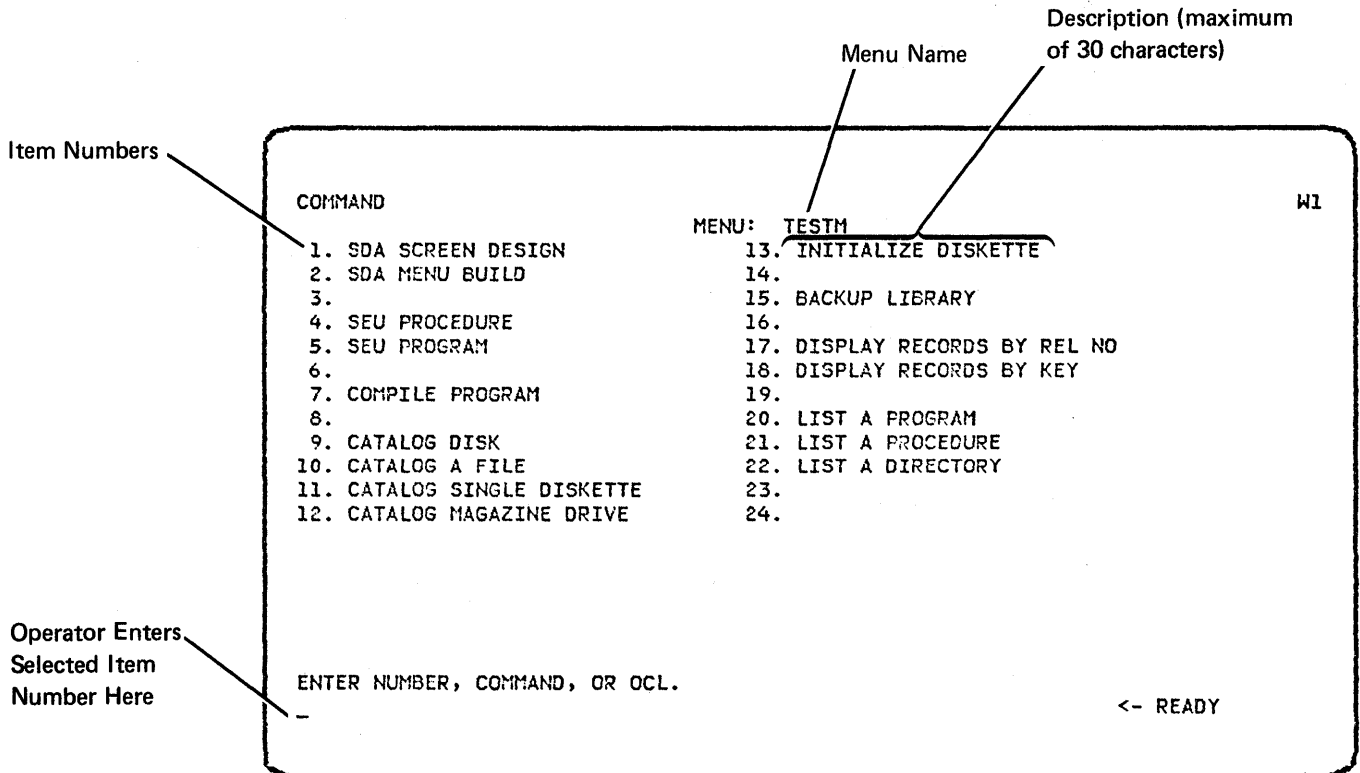 Description (maximum
of 30 characters)
Menu Name
Item Numbers
COMMAND W1
MENU: TESTM
1. SDA SCREEN DESIGN 13. INITIALIZE DISKETTE
2. SDA MENU BUILD 14.
3. 15. BACKUP LIBRARY
4. SEU PROCEDURE 16.
5. SEU PROGRAM 17. DISPLAY RECORDS BY REL NO
6. 18. DISPLAY RECORDS BY KEY
7. COMPILE PROGRAM 19.
8. 20. LIST A PROGRAM
9. CATALOG DISK 21. LIST A PROCEDURE
10. CATALOG A FILE 22. LIST A DIRECTORY
11. CATALOG SINGLE DISKETTE 23.
12. CATALOG MAGAZINE DRIVE 24.
Operator Enters
Selected Item
Number Here
ENTER NUMBER, COMMAND, OR OCL.
_ <- READY